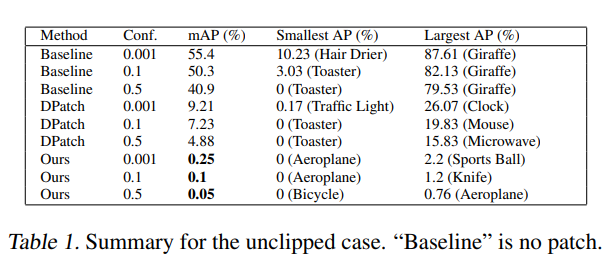 Method Conf. mAP (%) Smallest AP (%) Largest AP (%)
Baseline 0.001 55.4 10.23 (Hair Drier) 87.61 (Giraffe)
Baseline 0.1 50.3 3.03 (Toaster) 82.13 (Giraffe)
Baseline 0.5 40.9 0 (Toaster) 79.53 (Giraffe)
DPatch 0.001 9.21 0.17 (Traffic Light) 26.07 (Clock)
DPatch 0.1 7.23 0 (Toaster) 19.83 (Mouse)
DPatch 0.5 4.88 0 (Toaster) 15.83 (Microwave)
Ours 0.001 0.25 0 (Aeroplane) 2.2 (Sports Ball)
Ours 0.1 0.1 0 (Aeroplane) 1.2 (Knife)
Ours 0.5 0.05 0 (Bicycle) 0.76 (Aeroplane)
Table 1. Summary for the unclipped case. “Baseline” is no patch.